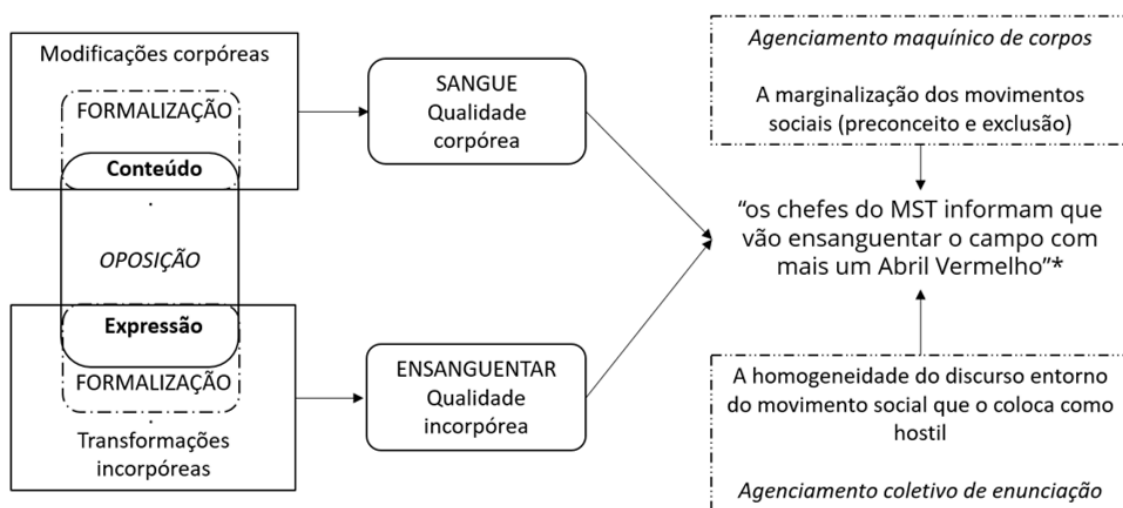 Modificações corpóreas
FORMALIZAÇÃO
Conteúdo
OPOSIÇÃO
Expressão
FORMALIZAÇÃO
Transformações
incorpóreas
SANGUE
Qualidade
corpórea
ENSANGUENTAR
Qualidade
incorpórea
Agenciamento maquínico de corpos
A marginalização dos movimentos
sociais (preconceito e exclusão)
“os chefes do MST informam que
vão ensanguentar o campo com
mais um Abril Vermelho”*
A homogeneidade do discurso entorno
do movimento social que o coloca como
hostil
Agenciamento coletivo de enunciação